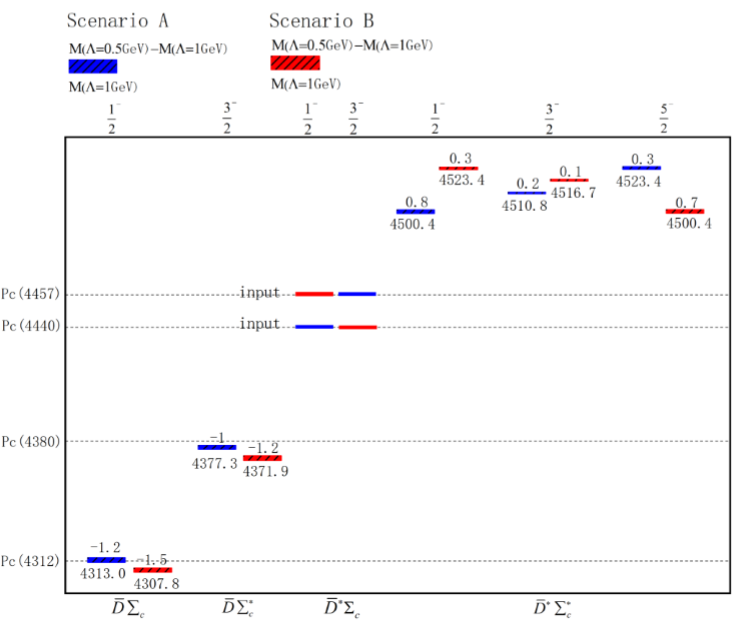 Scenario A Scenario B
M(Λ=0.5GeV)−M(Λ=1GeV) M(Λ=0.5GeV)−M(Λ=1GeV)
M(Λ=1GeV) M(Λ=1GeV)
1/2⁻ 3/2⁻ 1/2⁻ 3/2⁻ 1/2⁻ 3/2⁻ 5/2⁻
0.3 0.1 0.3
4523.4 0.2 4516.7 4523.4
0.8 4510.8 0.7
4500.4 4500.4
Pc(4457) input
Pc(4440) input
Pc(4380) -1 -1.2
4377.3 4371.9
-1.2
Pc(4312) -1.5
4313.0 4307.8
D̅Σc D̅Σc* D̅*Σc D̅*Σc*